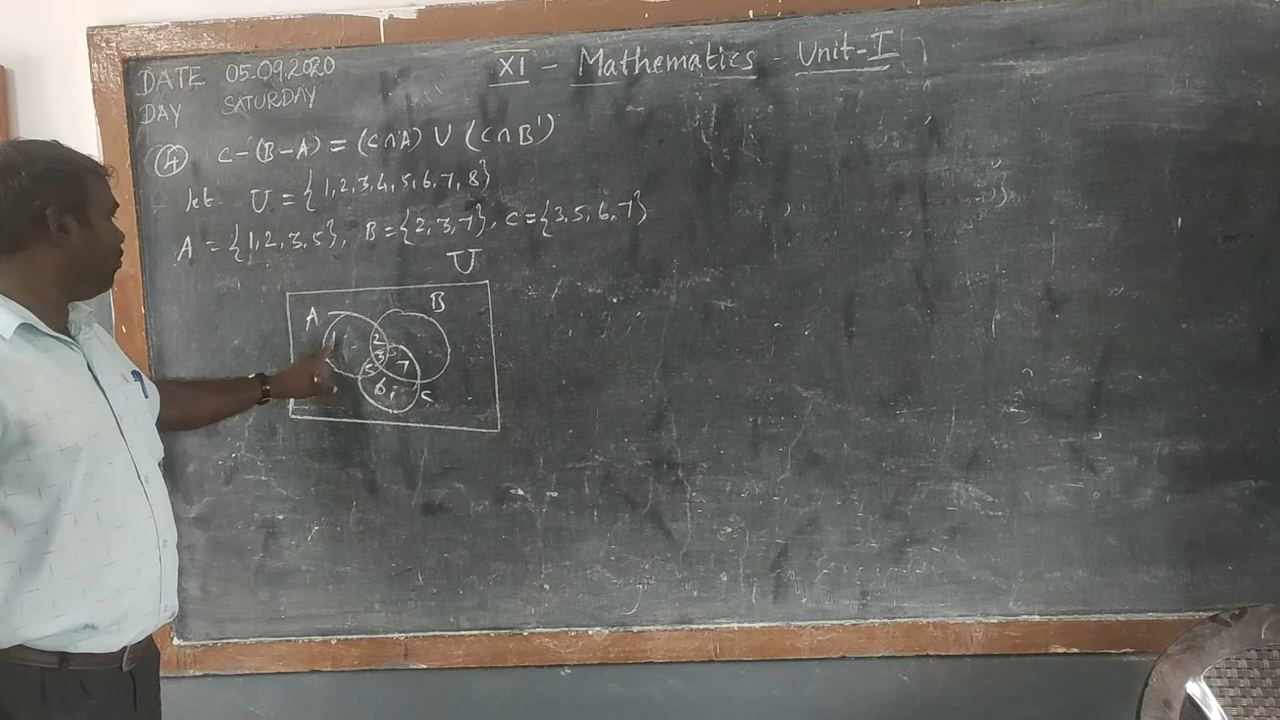 XI - Mathematics - Unit-I
DATE 05.09.2020
DAY SATURDAY
4 C-(B-A) = (C∩A) ∪ (C∩B')
let U = {1,2,3,4,5,6,7,8}
A = {1,2,3,5}, B={2,3,7}, C={3,5,6,7}
U
A B
2
3
5 7
6 C